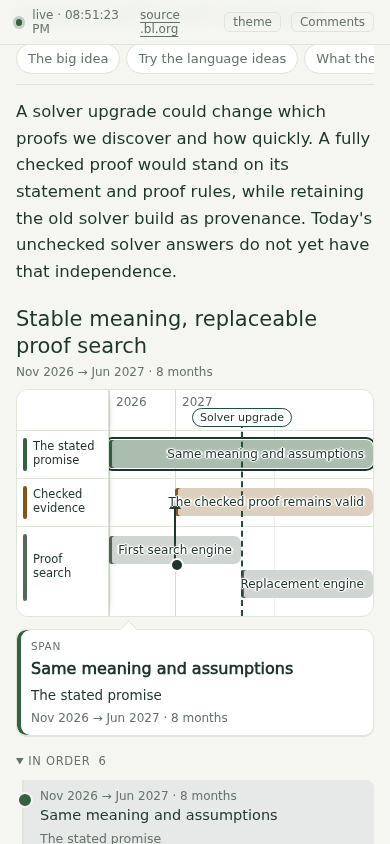 live · 08:51:23 PM
source .bl.org
theme
Comments
The big idea
Try the language ideas
What the
A solver upgrade could change which
proofs we discover and how quickly. A fully
checked proof would stand on its
statement and proof rules, while retaining
the old solver build as provenance. Today's
unchecked solver answers do not yet have
that independence.
Stable meaning, replaceable
proof search
Nov 2026 → Jun 2027 · 8 months
2026
2027
Solver upgrade
The stated promise
Same meaning and assumptions
Checked evidence
The checked proof remains valid
Proof search
First search engine
Replacement engine
SPAN
Same meaning and assumptions
The stated promise
Nov 2026 → Jun 2027 · 8 months
IN ORDER 6
Nov 2026 → Jun 2027 · 8 months
Same meaning and assumptions
The stated promise